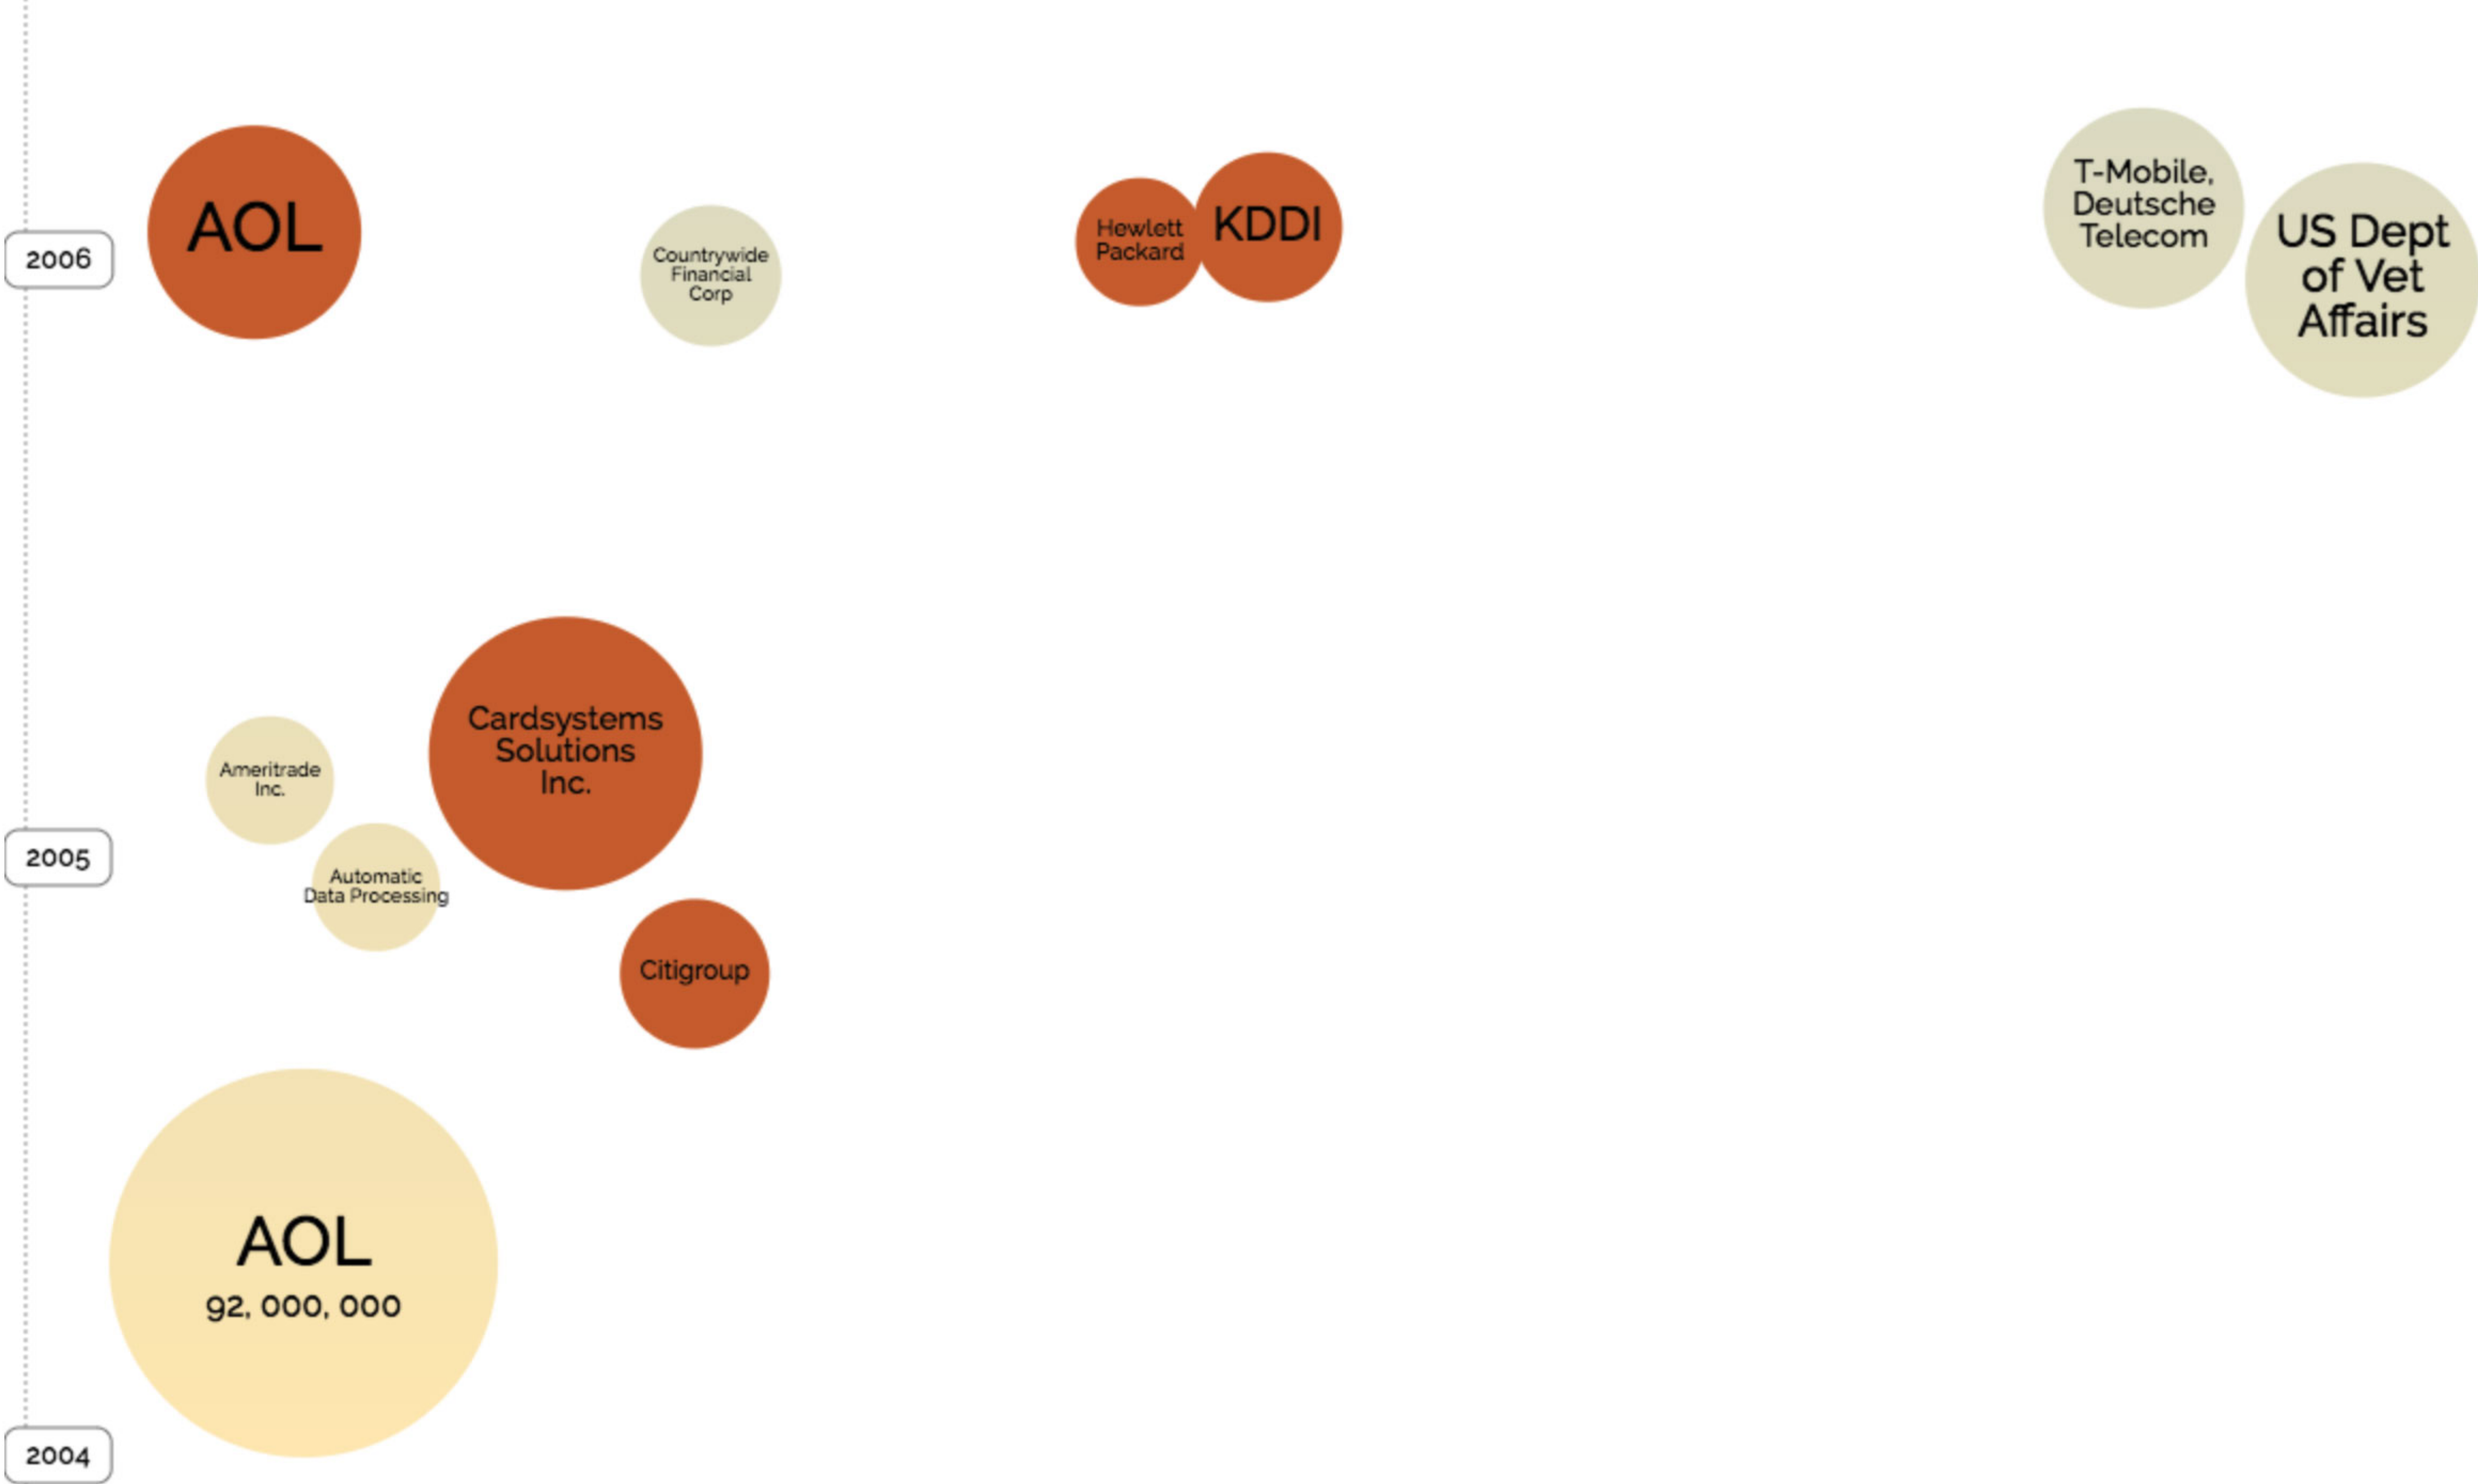 AOL
T-Mobile,
Deutsche
Telecom
US Dept
of Vet
Affairs
KDDI
Hewlett
Packard
Countrywide
Financial
Corp
2006
Cardsystems
Solutions
Inc.
Ameritrade
Inc.
2005
Automatic
Data Processing
Citigroup
AOL
92, 000, 000
2004